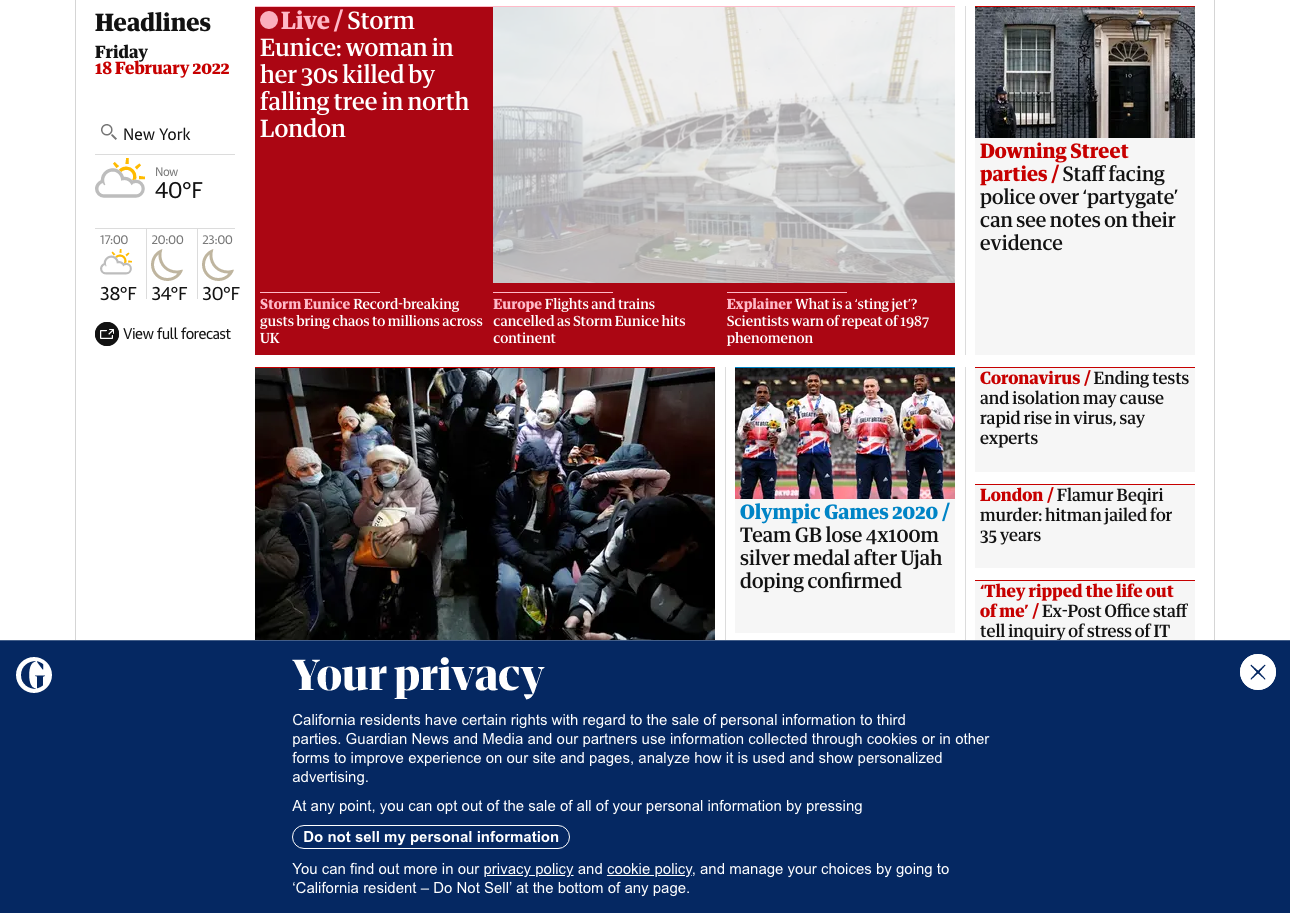 Headlines
Friday
18 February 2022
New York
Now
40°F
17:00
38°F
20:00
34°F
23:00
30°F
View full forecast
Live / Storm
Eunice: woman in
her 30s killed by
falling tree in north
London
Storm Eunice Record-breaking
gusts bring chaos to millions across
UK
Europe Flights and trains
cancelled as Storm Eunice hits
continent
Explainer What is a ‘sting jet’?
Scientists warn of repeat of 1987
phenomenon
10
Downing Street
parties / Staff facing
police over ‘partygate’
can see notes on their
evidence
Olympic Games 2020 /
Team GB lose 4x100m
silver medal after Ujah
doping confirmed
Coronavirus / Ending tests
and isolation may cause
rapid rise in virus, say
experts
London / Flamur Beqiri
murder: hitman jailed for
35 years
‘They ripped the life out
of me’ / Ex-Post Office staff
tell inquiry of stress of IT
G
Your privacy
California residents have certain rights with regard to the sale of personal information to third
parties. Guardian News and Media and our partners use information collected through cookies or in other
forms to improve experience on our site and pages, analyze how it is used and show personalized
advertising.
At any point, you can opt out of the sale of all of your personal information by pressing
Do not sell my personal information
You can find out more in our privacy policy and cookie policy, and manage your choices by going to
‘California resident – Do Not Sell’ at the bottom of any page.